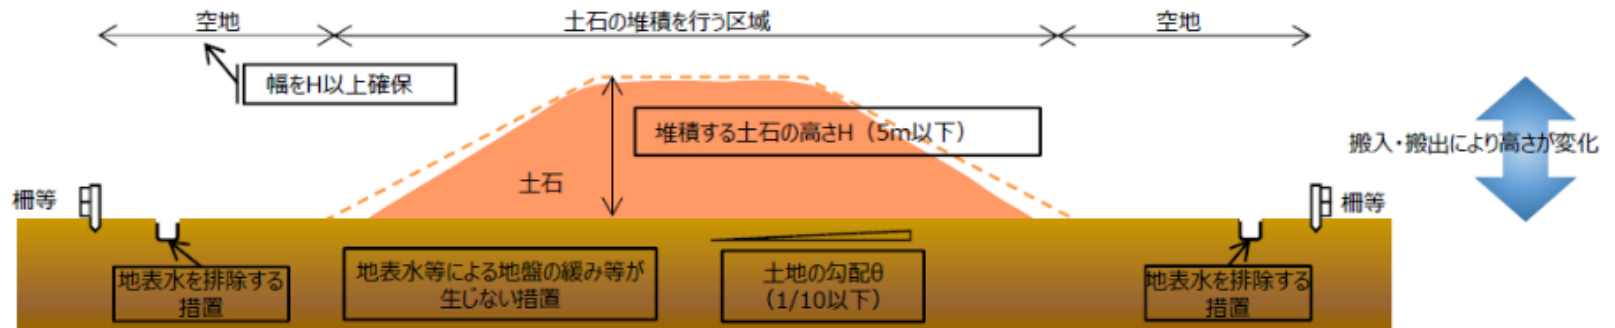 空地
土石の堆積を行う区域
空地
幅をH以上確保
堆積する土石の高さH（5m以下）
搬入・搬出により高さが変化
土石
柵等
柵等
地表水を排除する
措置
地表水等による地盤の緩み等が
生じない措置
土地の勾配θ
（1/10以下）
地表水を排除する
措置